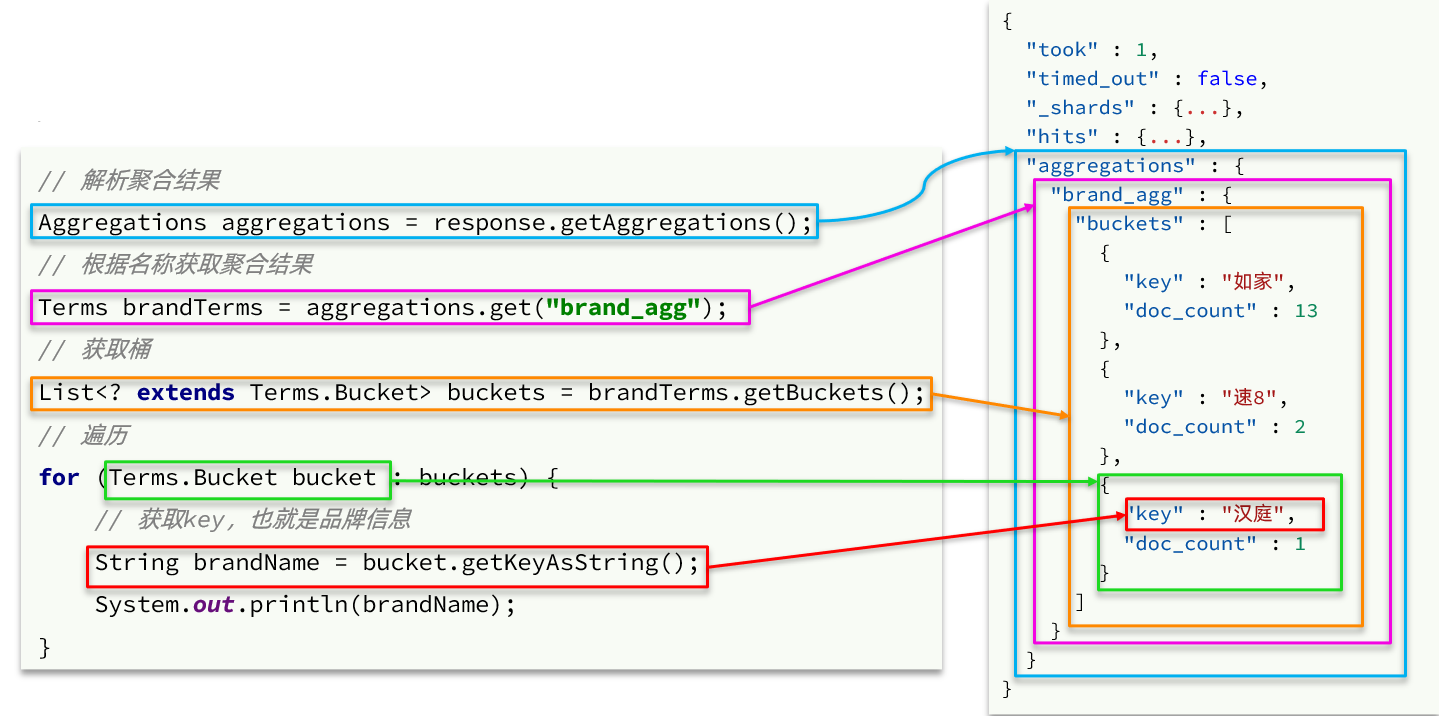 // 解析聚合结果
Aggregations aggregations = response.getAggregations();
// 根据名称获取聚合结果
Terms brandTerms = aggregations.get("brand_agg");
// 获取桶
List<? extends Terms.Bucket> buckets = brandTerms.getBuckets();
// 遍历
for (Terms.Bucket bucket : buckets) {
// 获取key, 也就是品牌信息
String brandName = bucket.getKeyAsString();
System.out.println(brandName);
}
{
"took" : 1,
"timed_out" : false,
"_shards" : {...},
"hits" : {...},
"aggregations" : {
"brand_agg" : {
"buckets" : [
{
"key" : "如家",
"doc_count" : 13
},
{
"key" : "速8",
"doc_count" : 2
},
{
"key" : "汉庭",
"doc_count" : 1
}
]
}
}
}